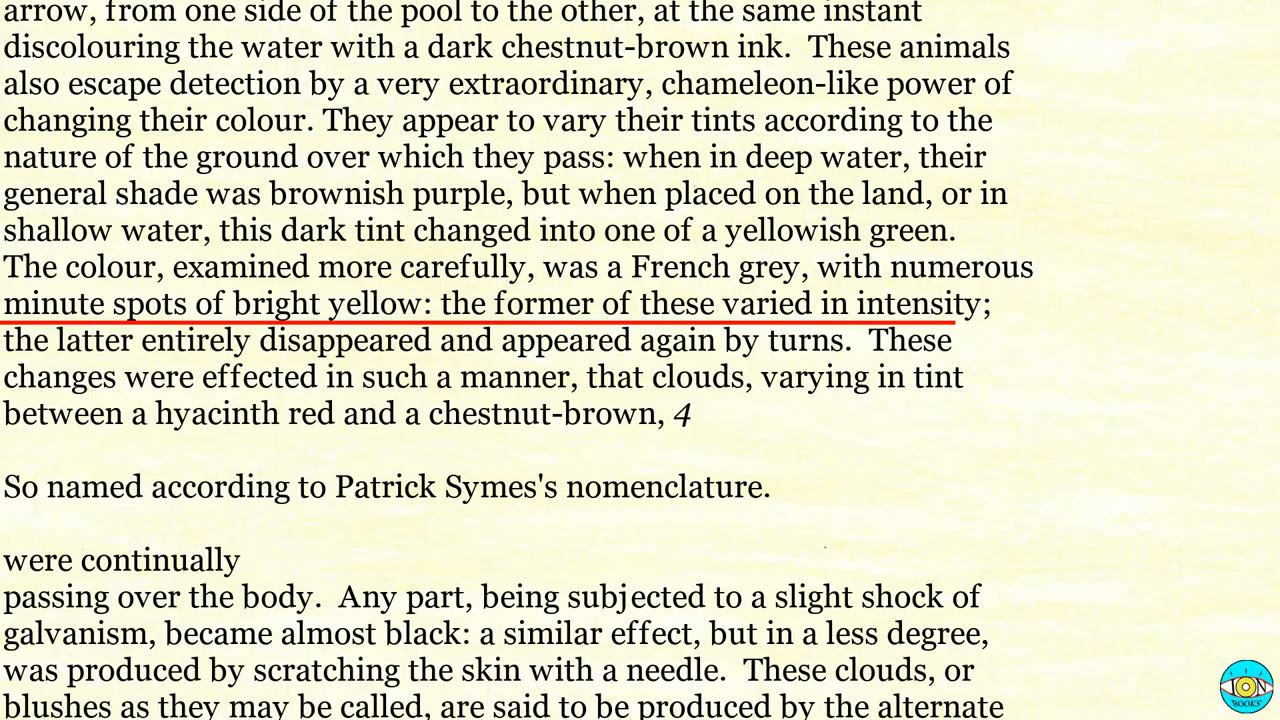 arrow, from one side of the pool to the other, at the same instant
discolouring the water with a dark chestnut-brown ink.  These animals
also escape detection by a very extraordinary, chameleon-like power of
changing their colour. They appear to vary their tints according to the
nature of the ground over which they pass: when in deep water, their
general shade was brownish purple, but when placed on the land, or in
shallow water, this dark tint changed into one of a yellowish green.
The colour, examined more carefully, was a French grey, with numerous
minute spots of bright yellow: the former of these varied in intensity;
the latter entirely disappeared and appeared again by turns.  These
changes were effected in such a manner, that clouds, varying in tint
between a hyacinth red and a chestnut-brown, 4
So named according to Patrick Symes's nomenclature.
were continually
passing over the body.  Any part, being subjected to a slight shock of
galvanism, became almost black: a similar effect, but in a less degree,
was produced by scratching the skin with a needle.  These clouds, or
blushes as they may be called, are said to be produced by the alternate
ION
BOOKS